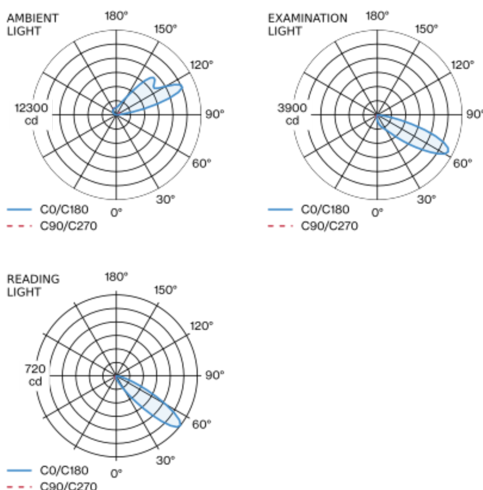 AMBIENT
LIGHT
180°
150°
120°
12300
cd
90°
60°
30°
0°
C0/C180
C90/C270
EXAMINATION
LIGHT
180°
150°
120°
3900
cd
90°
60°
30°
0°
C0/C180
C90/C270
READING
LIGHT
180°
150°
120°
720
cd
90°
60°
30°
0°
C0/C180
C90/C270